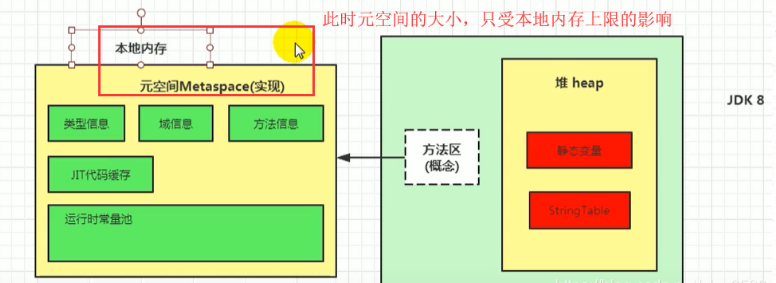 此时元空间的大小，只受本地内存上限的影响
本地内存
元空间Metaspace(实现)
类型信息
域信息
方法信息
JIT代码缓存
运行时常量池
方法区
(概念)
堆 heap
静态变量
StringTable
JDK 8